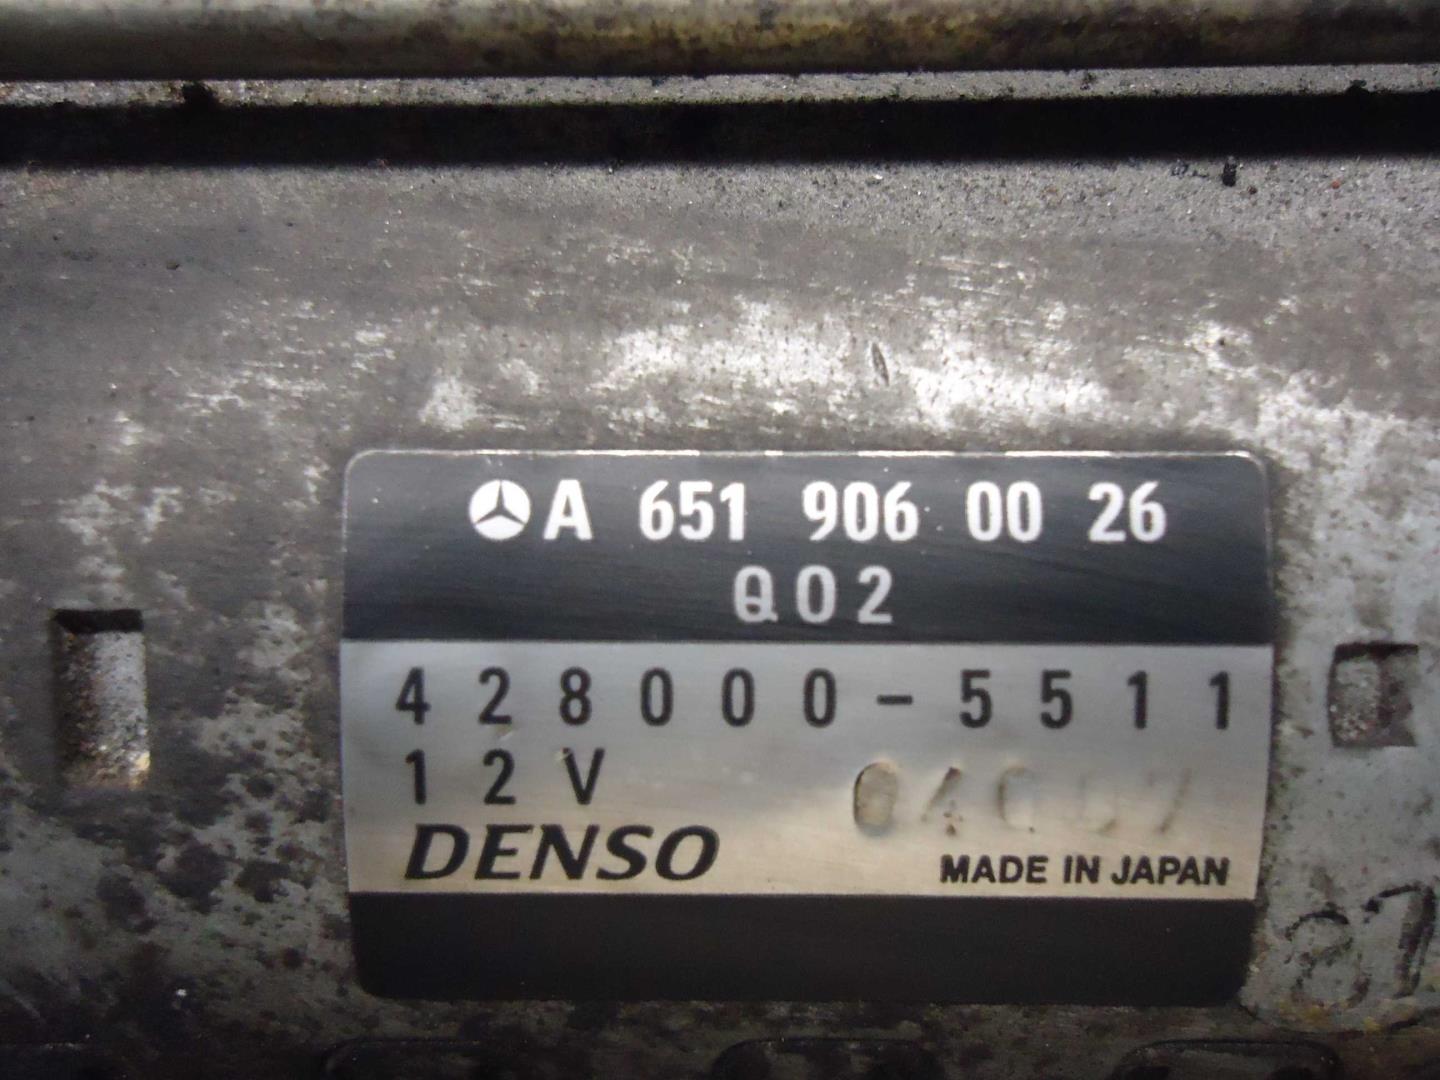 A 651 906 00 26
Q02
428000-5511
12V
DENSO
MADE IN JAPAN